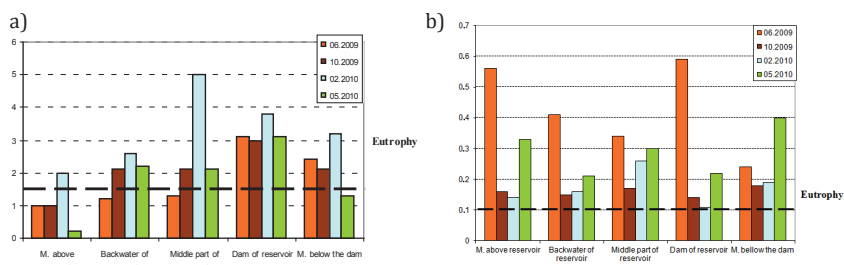 a)
6
5
4
3
2
1
0
06.2009
10.2009
02.2010
05.2010
Eutrophy
M. above
Backwater of
Middle part of
Dam of reservoir
M. below the dam
b)
0.7
0.6
0.5
0.4
0.3
0.2
0.1
0
06.2009
10.2009
02.2010
05.2010
Eutrophy
M. above reservoir
Backwater of
reservoir
Middle part of
reservoir
Dam of reservoir
M. bellow the dam